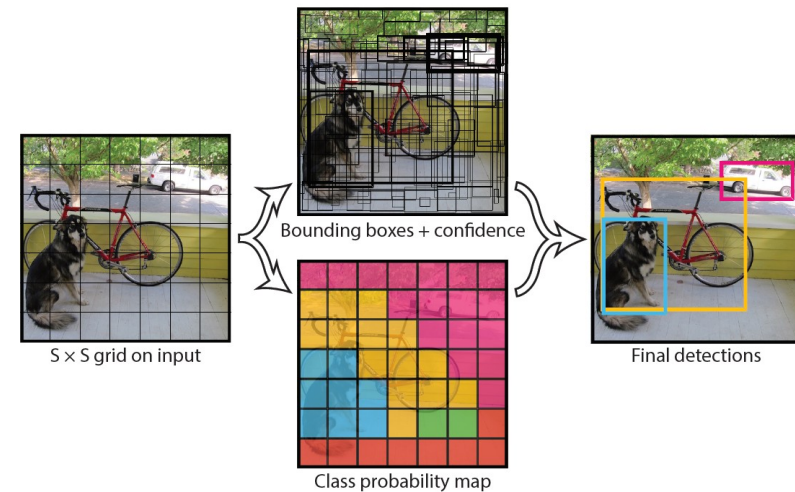 S × S grid on input
Bounding boxes + confidence
Class probability map
Final detections